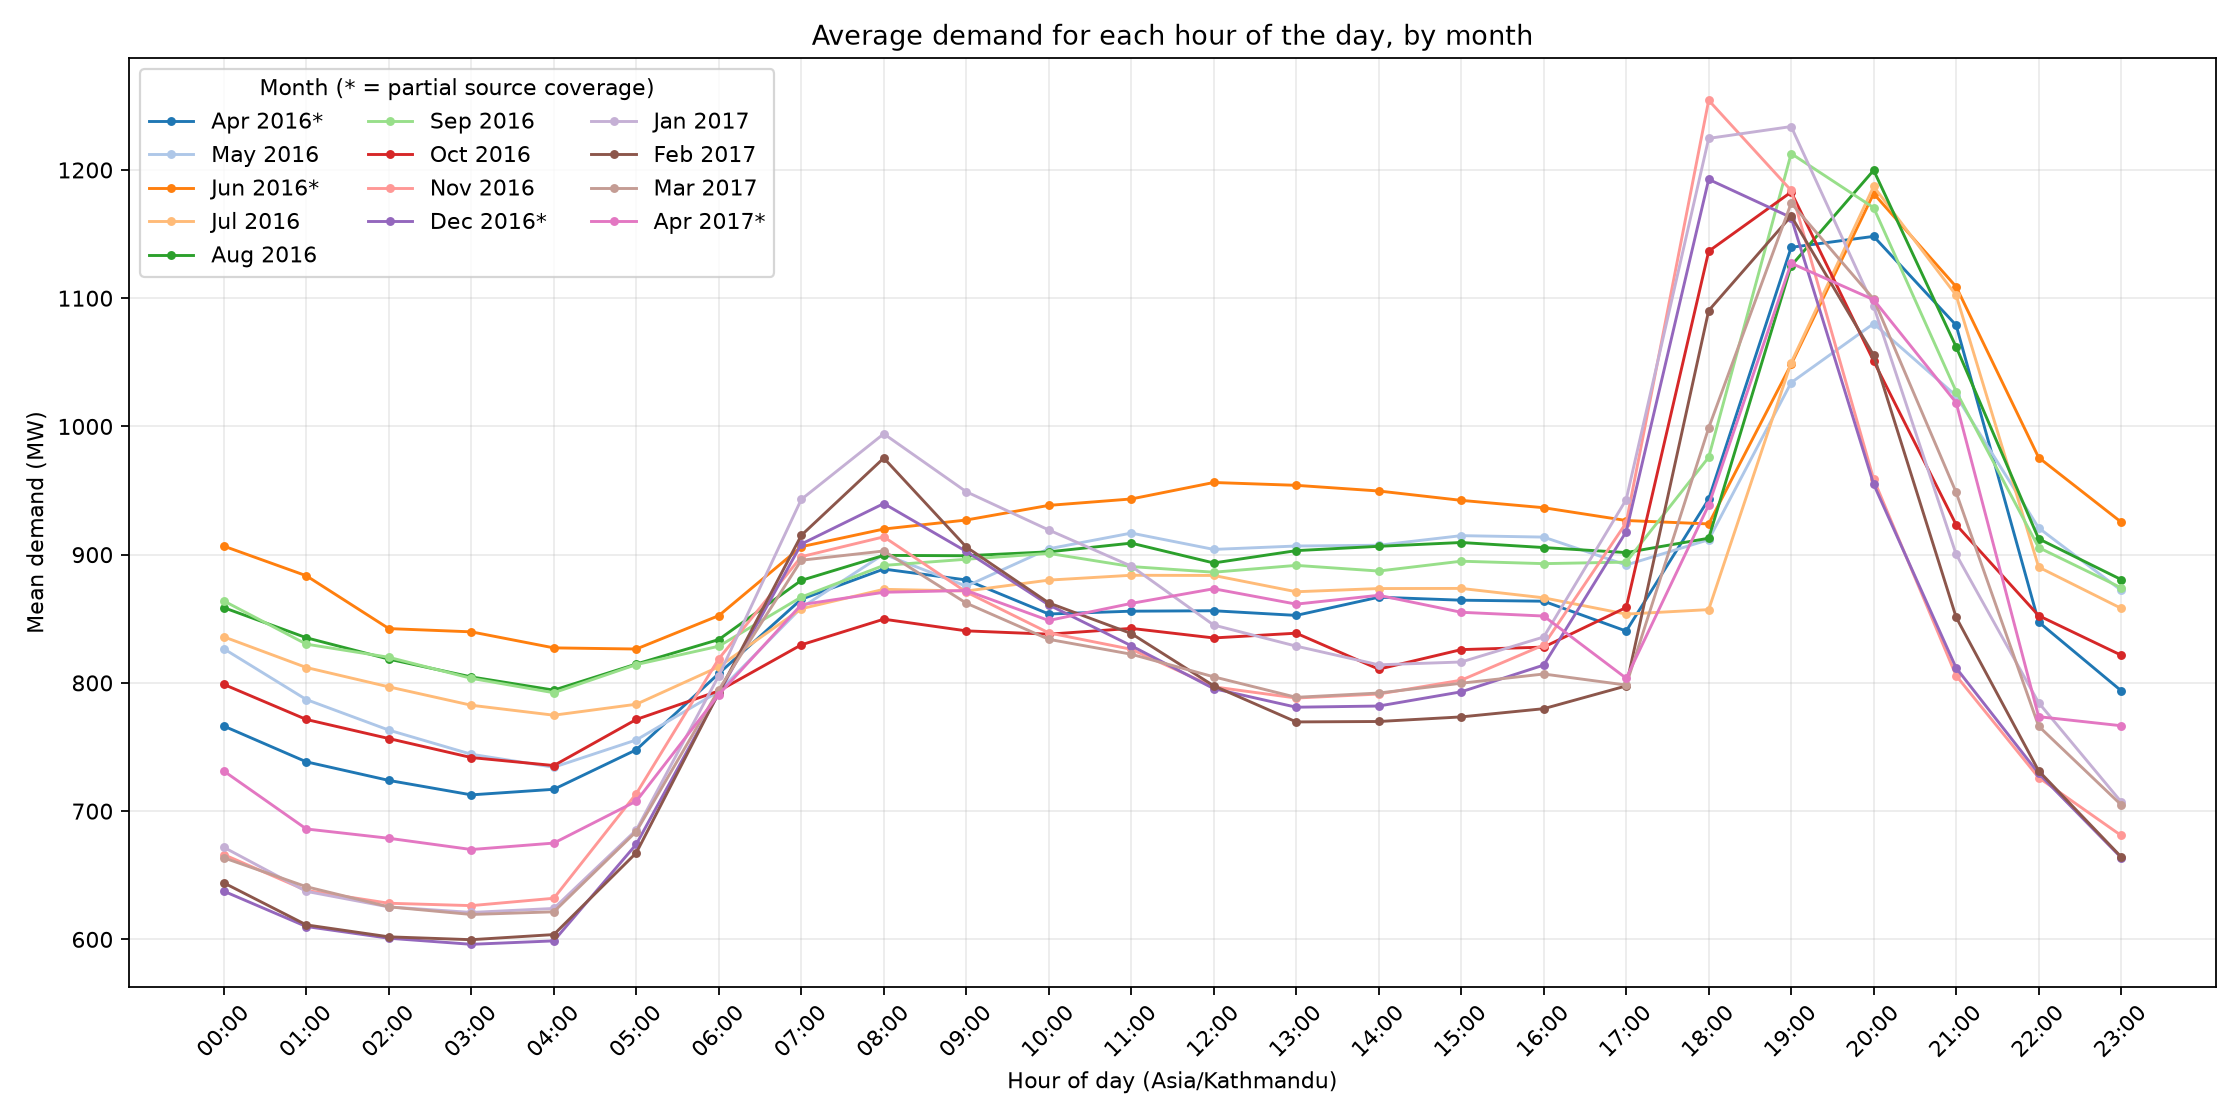 Average demand for each hour of the day, by month
Month (* = partial source coverage)
Apr 2016*
May 2016
Jun 2016*
Jul 2016
Aug 2016
Sep 2016
Oct 2016
Nov 2016
Dec 2016*
Jan 2017
Feb 2017
Mar 2017
Apr 2017*
Mean demand (MW)
1200
1100
1000
900
800
700
600
00:00
01:00
02:00
03:00
04:00
05:00
06:00
07:00
08:00
09:00
10:00
11:00
12:00
13:00
14:00
15:00
16:00
17:00
18:00
19:00
20:00
21:00
22:00
23:00
Hour of day (Asia/Kathmandu)